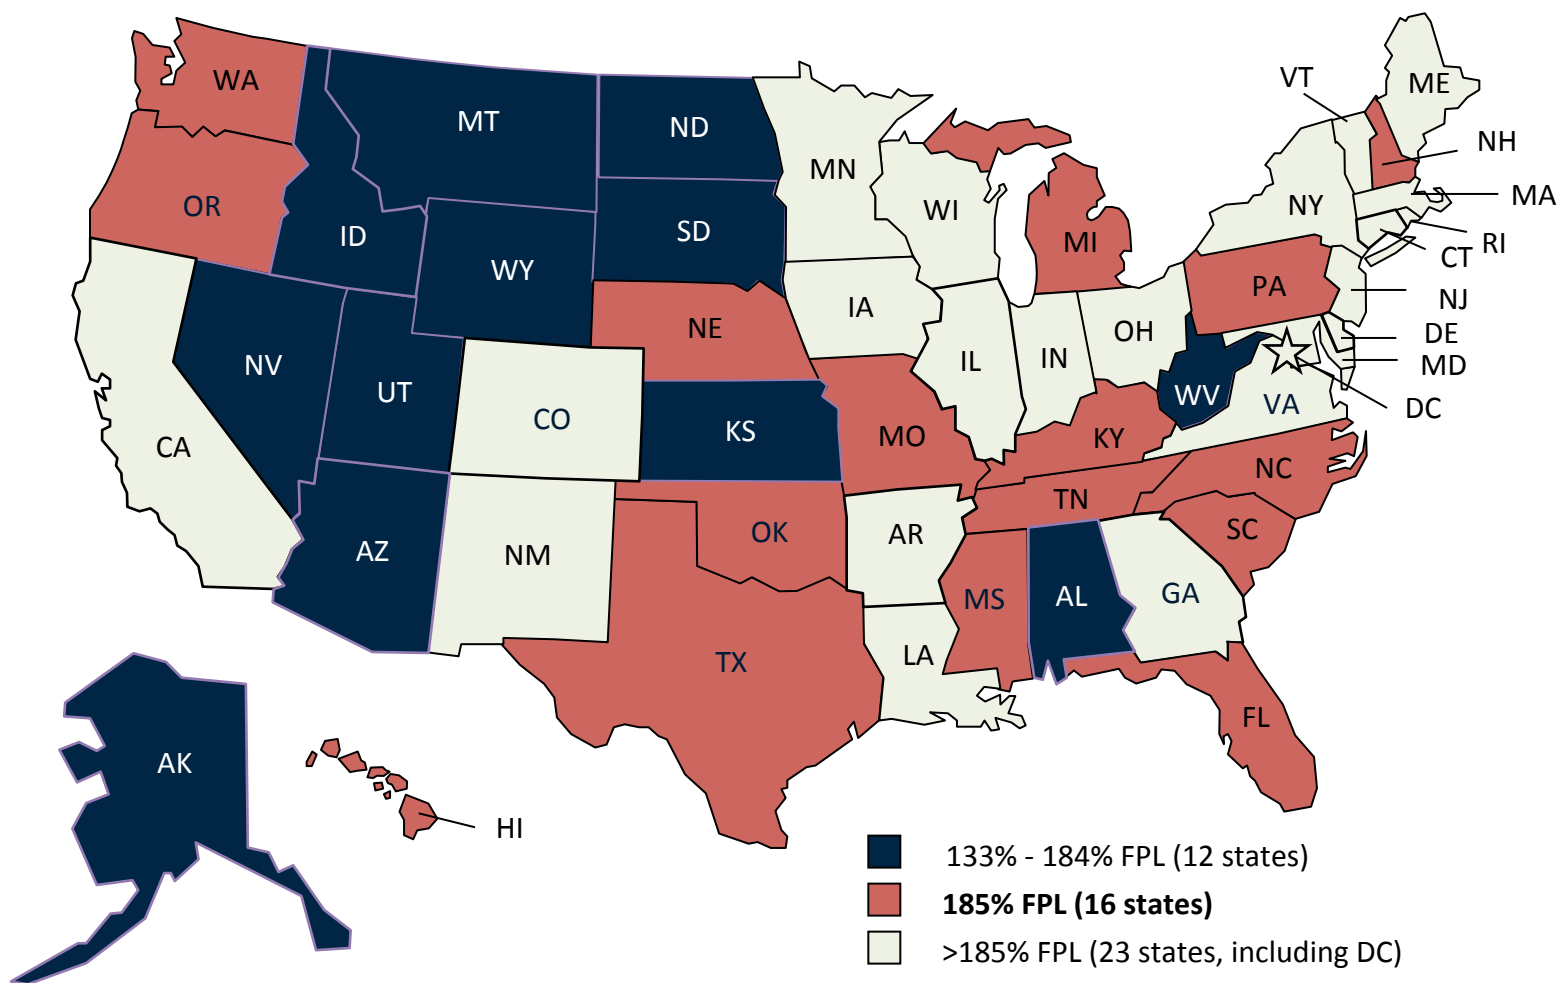 WA
MT
ND
MN
VT
ME
NH
OR
ID
WY
SD
WI
MI
NY
MA
RI
CT
NJ
PA
NE
IA
IL
IN
OH
DE
MD
DC
NV
UT
CO
KS
MO
KY
WV
VA
CA
AZ
NM
OK
AR
TN
NC
SC
TX
LA
MS
AL
GA
FL
AK
HI
133% - 184% FPL (12 states)
185% FPL (16 states)
>185% FPL (23 states, including DC)